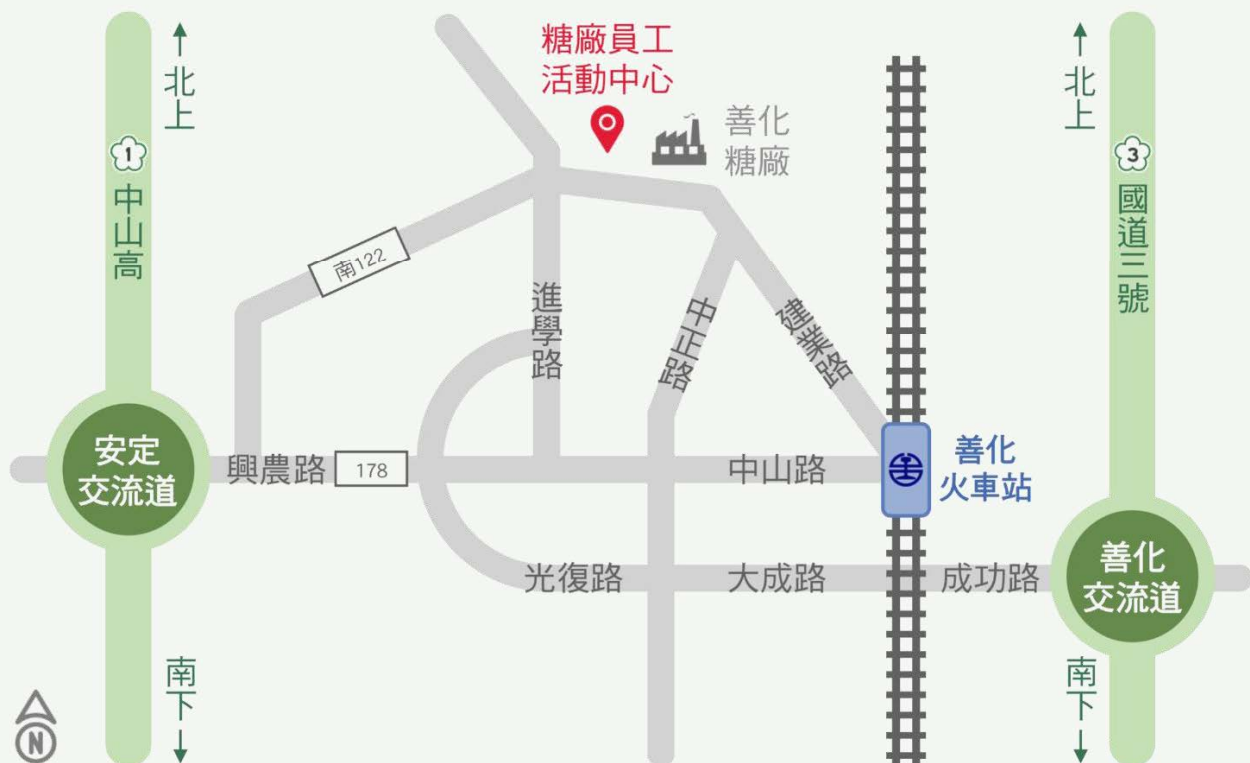 北上
1
中山高
糖廠員工
活動中心
善化
糖廠
北上
3
國道三號
南122
進學路
中正路
建業路
安定
交流道
興農路
178
中山路
善化
火車站
光復路
大成路
成功路
善化
交流道
南下
南下
N